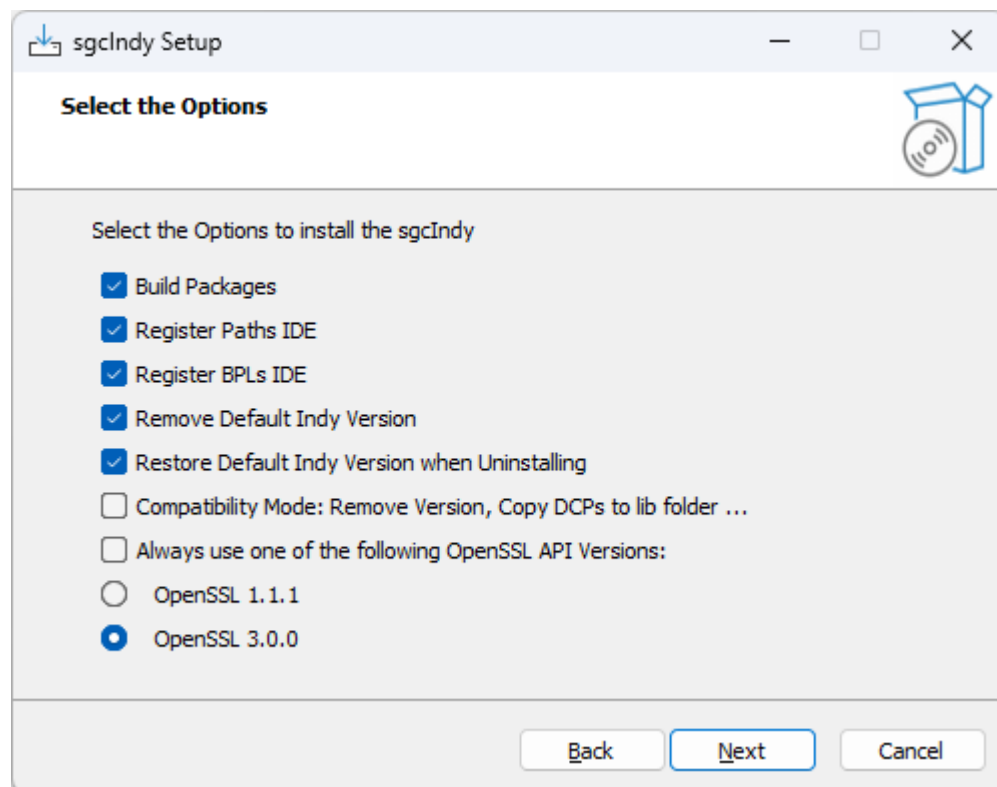 sgcIndy Setup
Select the Options
Select the Options to install the sgcIndy
Build Packages
Register Paths IDE
Register BPLs IDE
Remove Default Indy Version
Restore Default Indy Version when Uninstalling
Compatibility Mode: Remove Version, Copy DCPs to lib folder ...
Always use one of the following OpenSSL API Versions:
OpenSSL 1.1.1
OpenSSL 3.0.0
Back Next Cancel